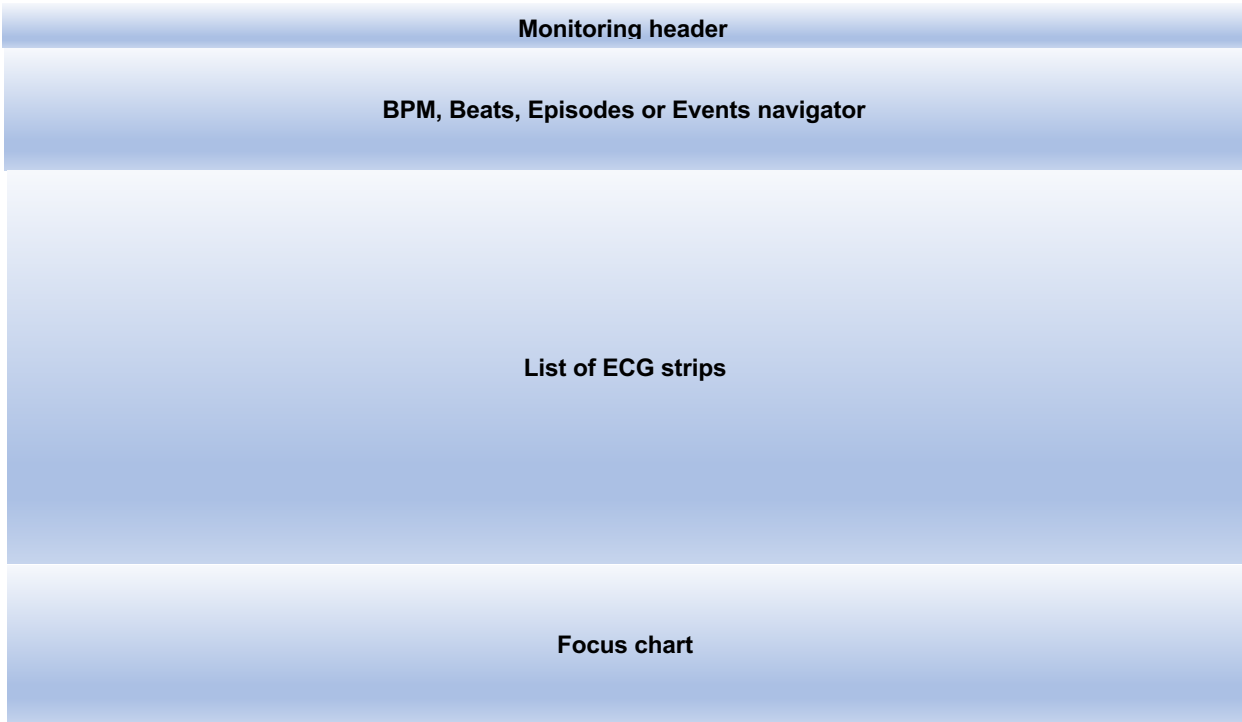 Monitoring header
BPM, Beats, Episodes or Events navigator
List of ECG strips
Focus chart